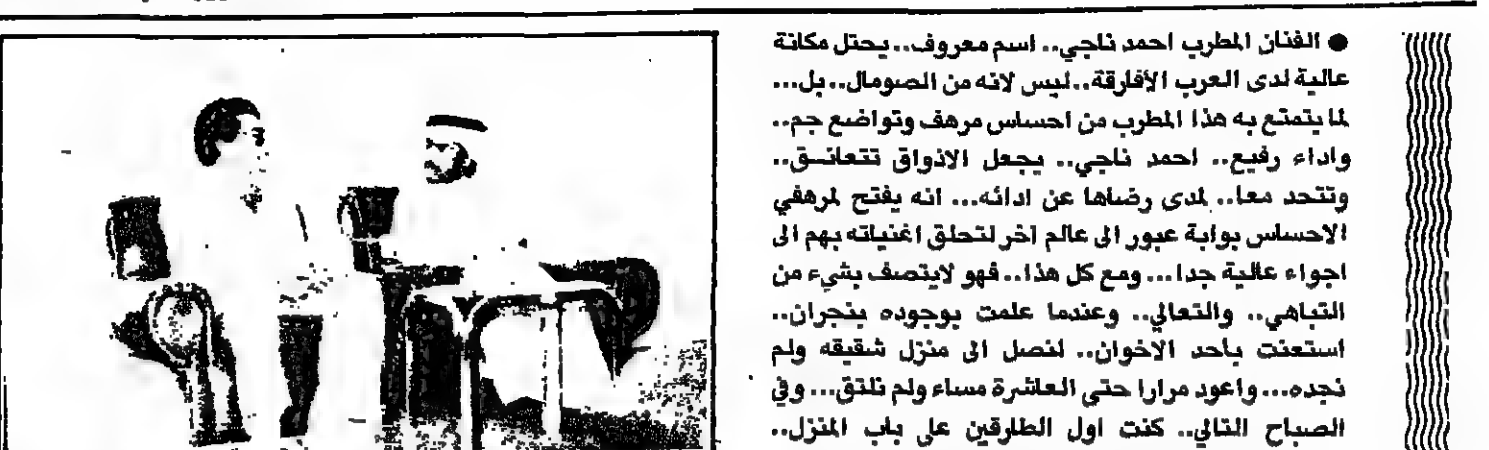 ● الفنان المطرب احمد ناجي.. اسم معروف.. يحتل مكانة
عالية لدى العرب الأفارقة.. ليس لانه من الصومال.. بل...
لما يتمتع به هذا المطرب من احساس مرهف وتواضع جم..
واداء رفيع.. احمد ناجي.. يجعل الاذواق تتعانـق..
وتتحد معا.. لمدى رضاها عن ادائه... انه يفتح لمرهفي
الاحساس بوابة عبور الى عالم اخر لتحلق اغنياته بهم الى
اجواء عالية جدا... ومع كل هذا.. فهو لايتصف بشيء من
التباهي.. والتعالي.. وعندما علمت بوجوده بنجران..
استعنت بأحد الاخوان.. لنصل الى منزل شقيقه ولم
نجده... واعود مرارا حتى العاشرة مساء ولم نلتق... وفي
الصباح التالي.. كنت اول الطارقين على باب المنزل..